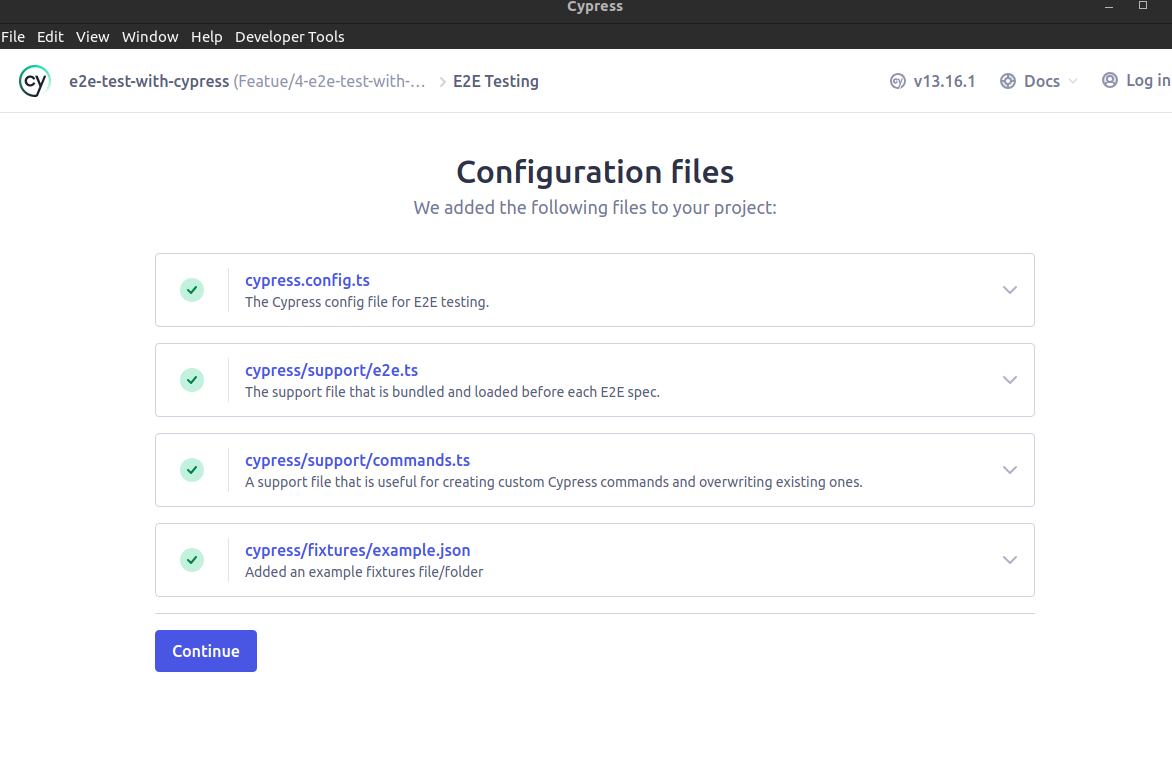 Cypress
File Edit View Window Help Developer Tools
cy e2e-test-with-cypress (Featue/4-e2e-test-with-... > E2E Testing cy v13.16.1 Docs Log in
Configuration files
We added the following files to your project:
cypress.config.ts
The Cypress config file for E2E testing.
cypress/support/e2e.ts
The support file that is bundled and loaded before each E2E spec.
cypress/support/commands.ts
A support file that is useful for creating custom Cypress commands and overwriting existing ones.
cypress/fixtures/example.json
Added an example fixtures file/folder
Continue